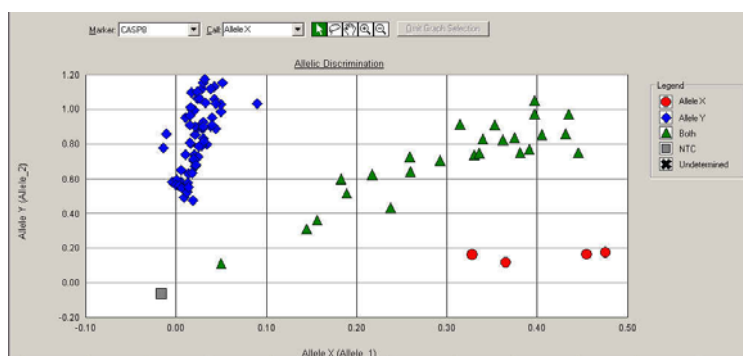 Marker: CASP8 Call: Allele X Omit Graph Selection
Allelic Discrimination
Legend
Allele X
Allele Y
Both
NTC
Undetermined
Allele Y (Allele_2)
1.20
1.00
0.80
0.60
0.40
0.20
0.00
-0.20
-0.10 0.00 0.10 0.20 0.30 0.40 0.50
Allele X (Allele_1)